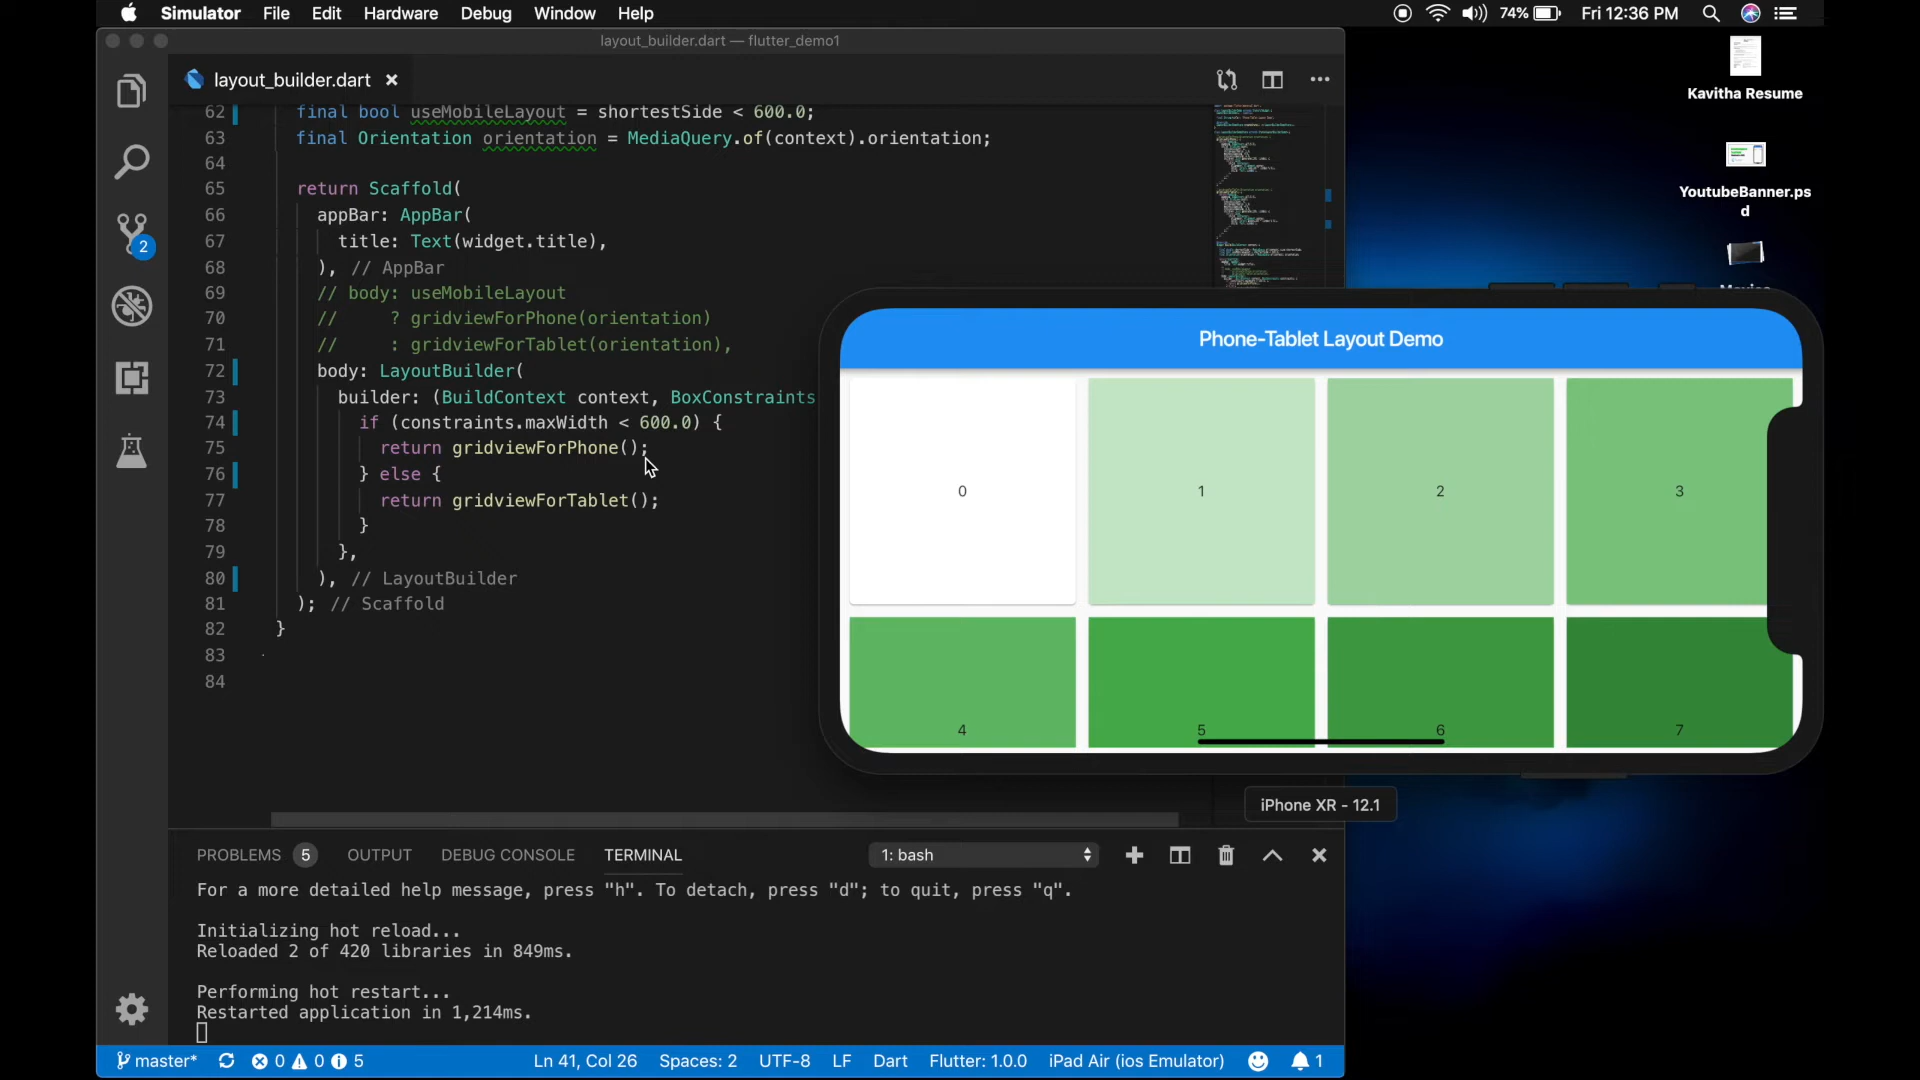 Simulator File Edit Hardware Debug Window Help
74% Fri 12:36 PM
layout_builder.dart — flutter_demo1
layout_builder.dart
62 final bool useMobileLayout = shortestSide < 600.0;
63 final Orientation orientation = MediaQuery.of(context).orientation;
64
65 return Scaffold(
66 appBar: AppBar(
67 title: Text(widget.title),
68 ), // AppBar
69 // body: useMobileLayout
70 // ? gridviewForPhone(orientation)
71 // : gridviewForTablet(orientation),
72 body: LayoutBuilder(
73 builder: (BuildContext context, BoxConstraints
74 if (constraints.maxWidth < 600.0) {
75 return gridviewForPhone();
76 } else {
77 return gridviewForTablet();
78 }
79 },
80 ), // LayoutBuilder
81 ); // Scaffold
82 }
83
84
2
Kavitha Resume
YoutubeBanner.ps
d
Phone-Tablet Layout Demo
0 1 2 3
4 5 6 7
iPhone XR - 12.1
PROBLEMS 5 OUTPUT DEBUG CONSOLE TERMINAL 1: bash
For a more detailed help message, press "h". To detach, press "d"; to quit, press "q".
Initializing hot reload...
Reloaded 2 of 420 libraries in 849ms.
Performing hot restart...
Restarted application in 1,214ms.
master* 0 0 5 Ln 41, Col 26 Spaces: 2 UTF-8 LF Dart Flutter: 1.0.0 iPad Air (ios Emulator) 1